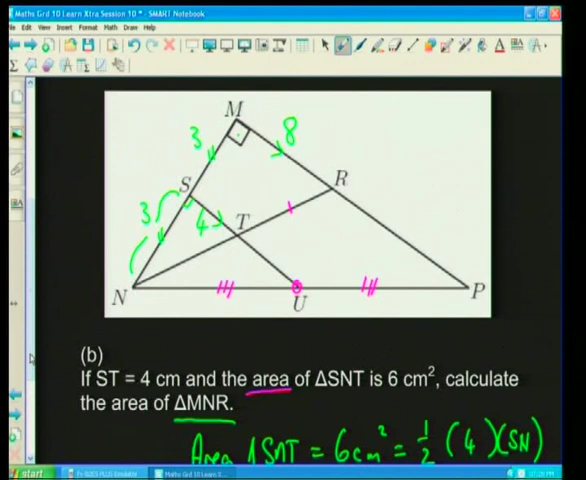 Maths Grd 10 Learn Xtra Session 10 * - SMART Notebook
File Edit View Insert Format Math Draw Help
M
3
8
S
R
3
4
T
N
U
P
(b)
If ST = 4 cm and the area of ΔSNT is 6 cm², calculate
the area of ΔMNR.
Area ΔSNT = 6cm² = 1/2 (4)(SN)
start
Maths Grd 10 Learn X...